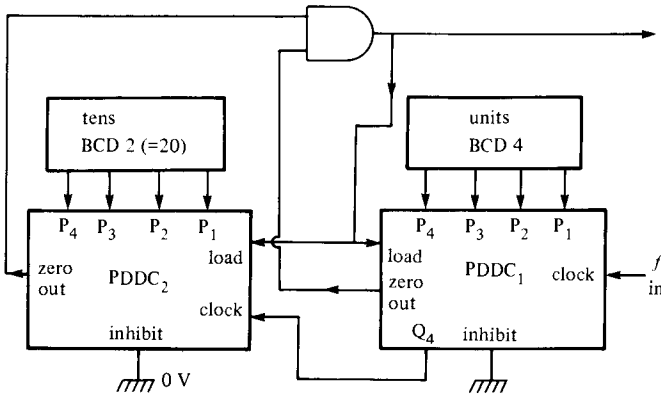 tens
BCD 2 (=20)
units
BCD 4
P4 P3 P2 P1
load
zero
out
PDDC2
clock
inhibit
0 V
P4 P3 P2 P1
load
PDDC1
zero
out
clock
Q4
inhibit
f
in